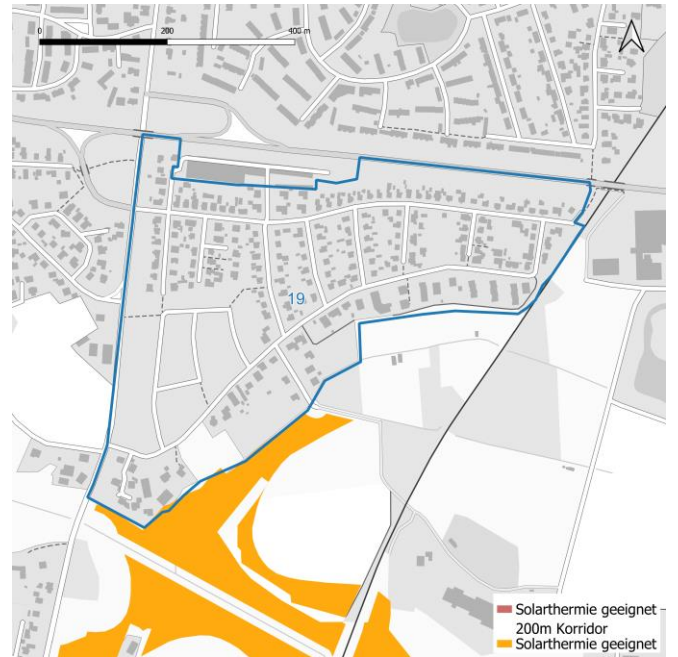 0 200 400 m
19
Solarthermie geeignet
200m Korridor
Solarthermie geeignet